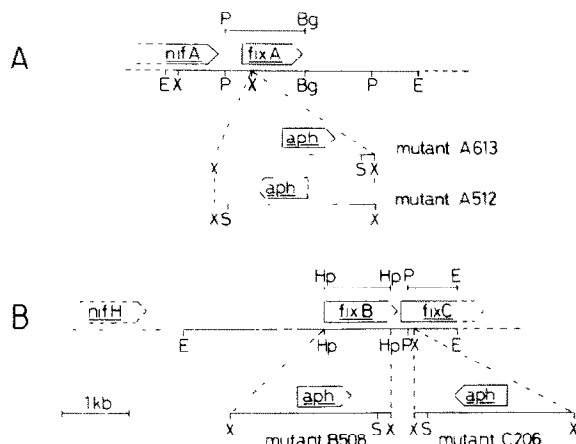 P Bg
A
nifA fixA
E X P X Bg P E
aph
mutant A613
X S X
aph
mutant A512
X S X
Hp Hp P E
B
nifH fixB fixC
E Hp Hp P X E
aph aph
1kb
X S X X S X
mutant B508 mutant C206